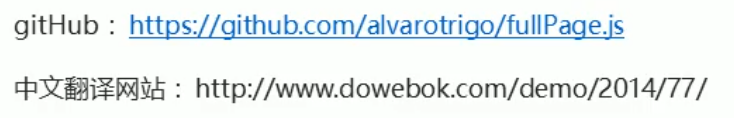 gitHub：https://github.com/alvarotrigo/fullPage.js
中文翻译网站：http://www.dowebok.com/demo/2014/77/